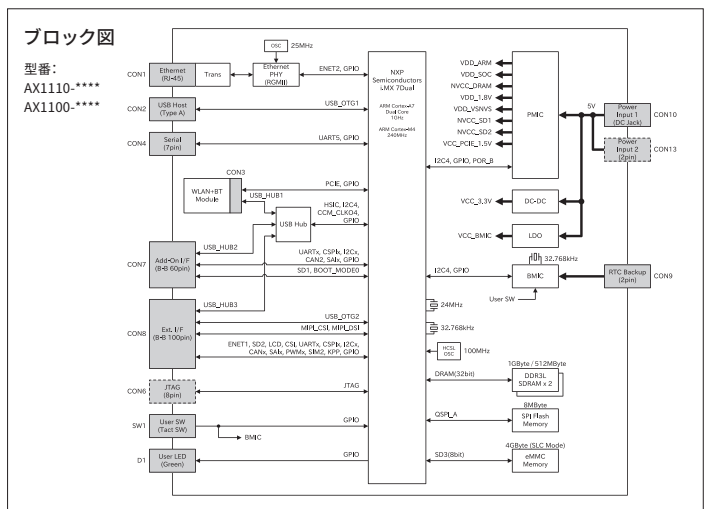 ブロック図
型番：
AX1110-****
AX1100-****
OSC
25MHz
CON1
Ethernet
(RJ-45)
Trans
Ethernet
PHY
(RGMII)
ENET2, GPIO
CON2
USB Host
(Type A)
USB_OTG1
CON4
Serial
(7pin)
UART5, GPIO
CON3
WLAN+BT
Module
PCIE, GPIO
USB_HUB1
HSIC, I2C4,
CCM_CLKO4,
GPIO
USB Hub
USB_HUB2
CON7
Add-On I/F
(B-B 60pin)
UARTx, CSPIx, I2Cx,
CAN2, SAIx, GPIO
SD1, BOOT_MODE0
USB_HUB3
CON8
Ext. I/F
(B-B 100pin)
USB_OTG2
MIPI_CSI, MIPI_DSI
ENET1, SD2, LCD, CSI, UARTx, CSPIx, I2Cx,
CANx, SAIx, PWMx, SIM2, KPP, GPIO
CON6
JTAG
(8pin)
JTAG
SW1
User SW
(Tact SW)
GPIO
BMIC
D1
User LED
(Green)
GPIO
NXP
Semiconductors
i.MX 7Dual
ARM Cortex-A7
Dual Core
1GHz
ARM Cortex-M4
240MHz
VDD_ARM
VDD_SOC
NVCC_DRAM
VDD_1.8V
VDD_VSNVS
NVCC_SD1
NVCC_SD2
VCC_PCIE_1.5V
PMIC
I2C4, GPIO, POR_B
5V
Power
Input 1
(DC Jack)
CON10
Power
Input 2
(2pin)
CON13
VCC_3.3V
DC-DC
VCC_BMIC
LDO
32.768kHz
I2C4, GPIO
BMIC
User SW
RTC Backup
(2pin)
CON9
24MHz
32.768kHz
HCSL
OSC
100MHz
1GByte / 512MByte
DRAM(32bit)
DDR3L
SDRAM x 2
8MByte
QSPI_A
SPI Flash
Memory
4GByte (SLC Mode)
SD3(8bit)
eMMC
Memory